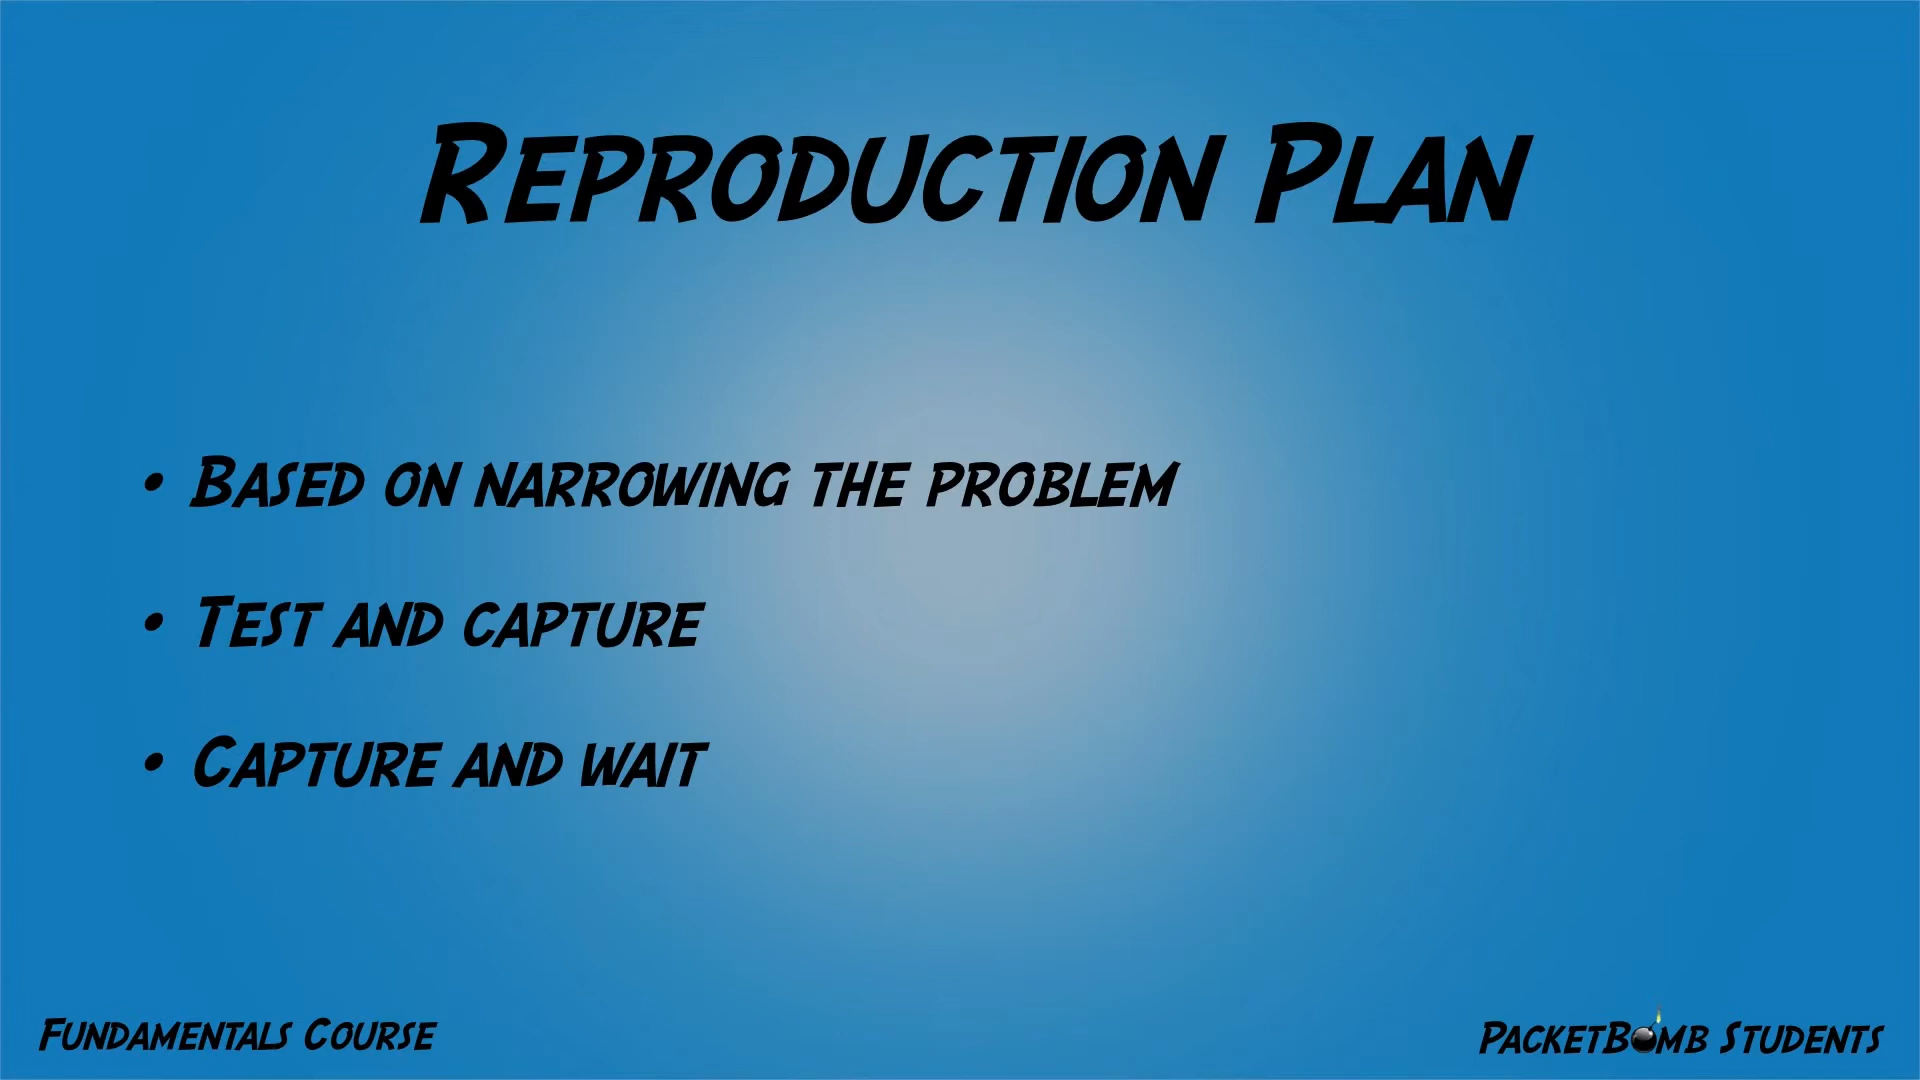 Reproduction Plan
• Based on narrowing the problem
• Test and capture
• Capture and wait
Fundamentals Course
PacketBomb Students